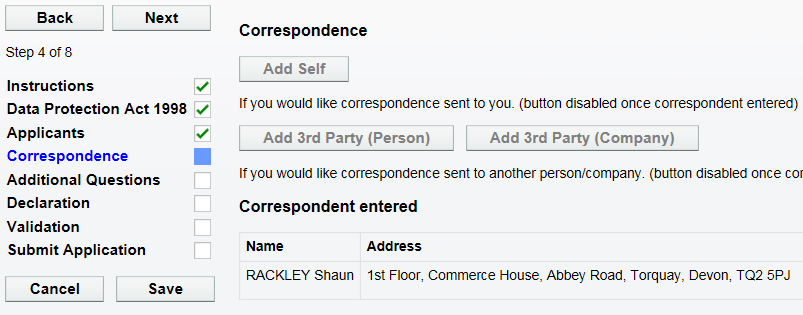 Back Next
Step 4 of 8
Instructions
Data Protection Act 1998
Applicants
Correspondence
Additional Questions
Declaration
Validation
Submit Application
Cancel Save
Correspondence
Add Self
If you would like correspondence sent to you. (button disabled once correspondent entered)
Add 3rd Party (Person) Add 3rd Party (Company)
If you would like correspondence sent to another person/company. (button disabled once
Correspondent entered
Name Address
RACKLEY Shaun 1st Floor, Commerce House, Abbey Road, Torquay, Devon, TQ2 5PJ